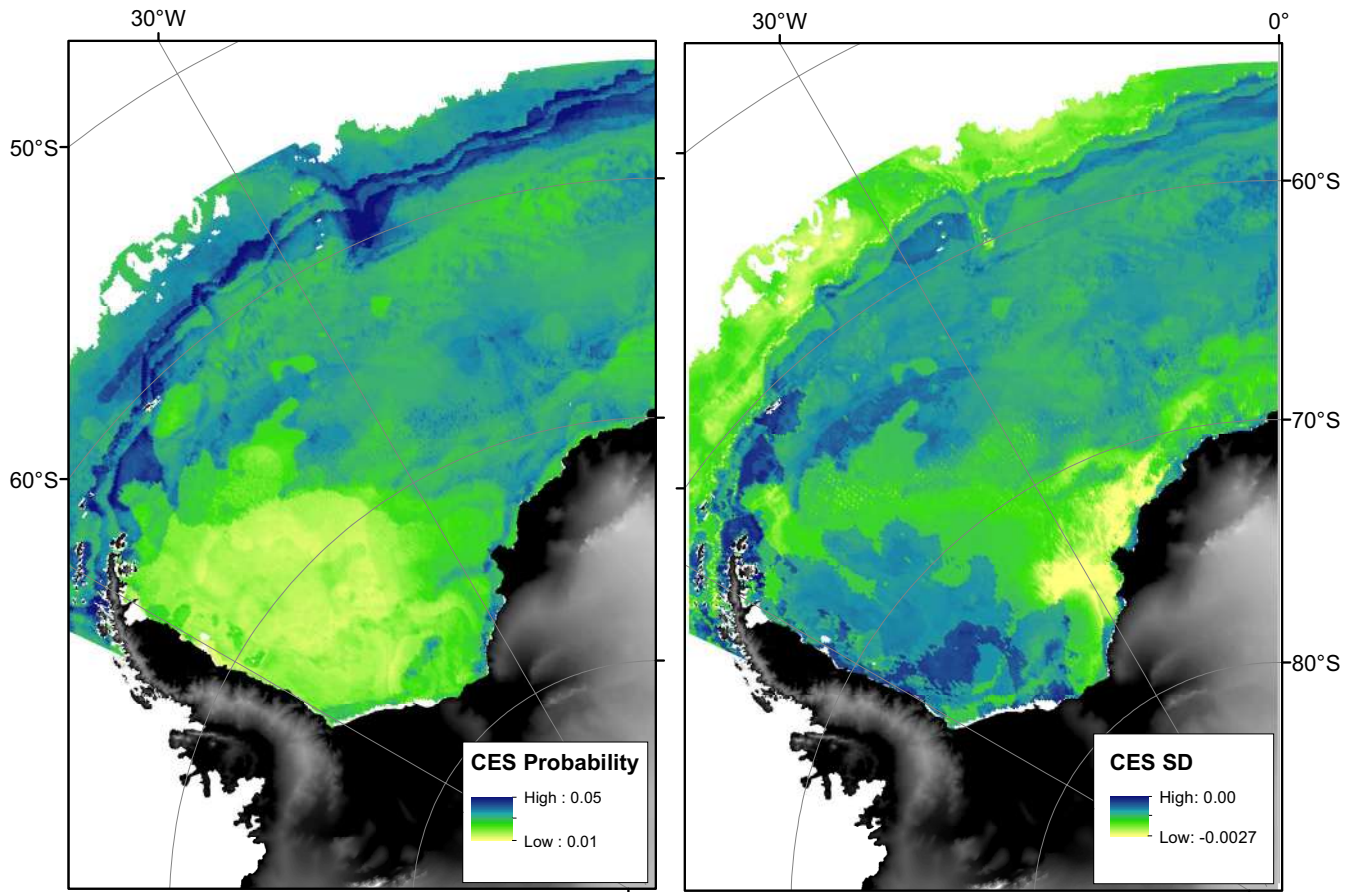 30°W
30°W
0°
50°S
60°S
60°S
70°S
80°S
CES Probability
High : 0.05
Low : 0.01
CES SD
High: 0.00
Low: -0.0027